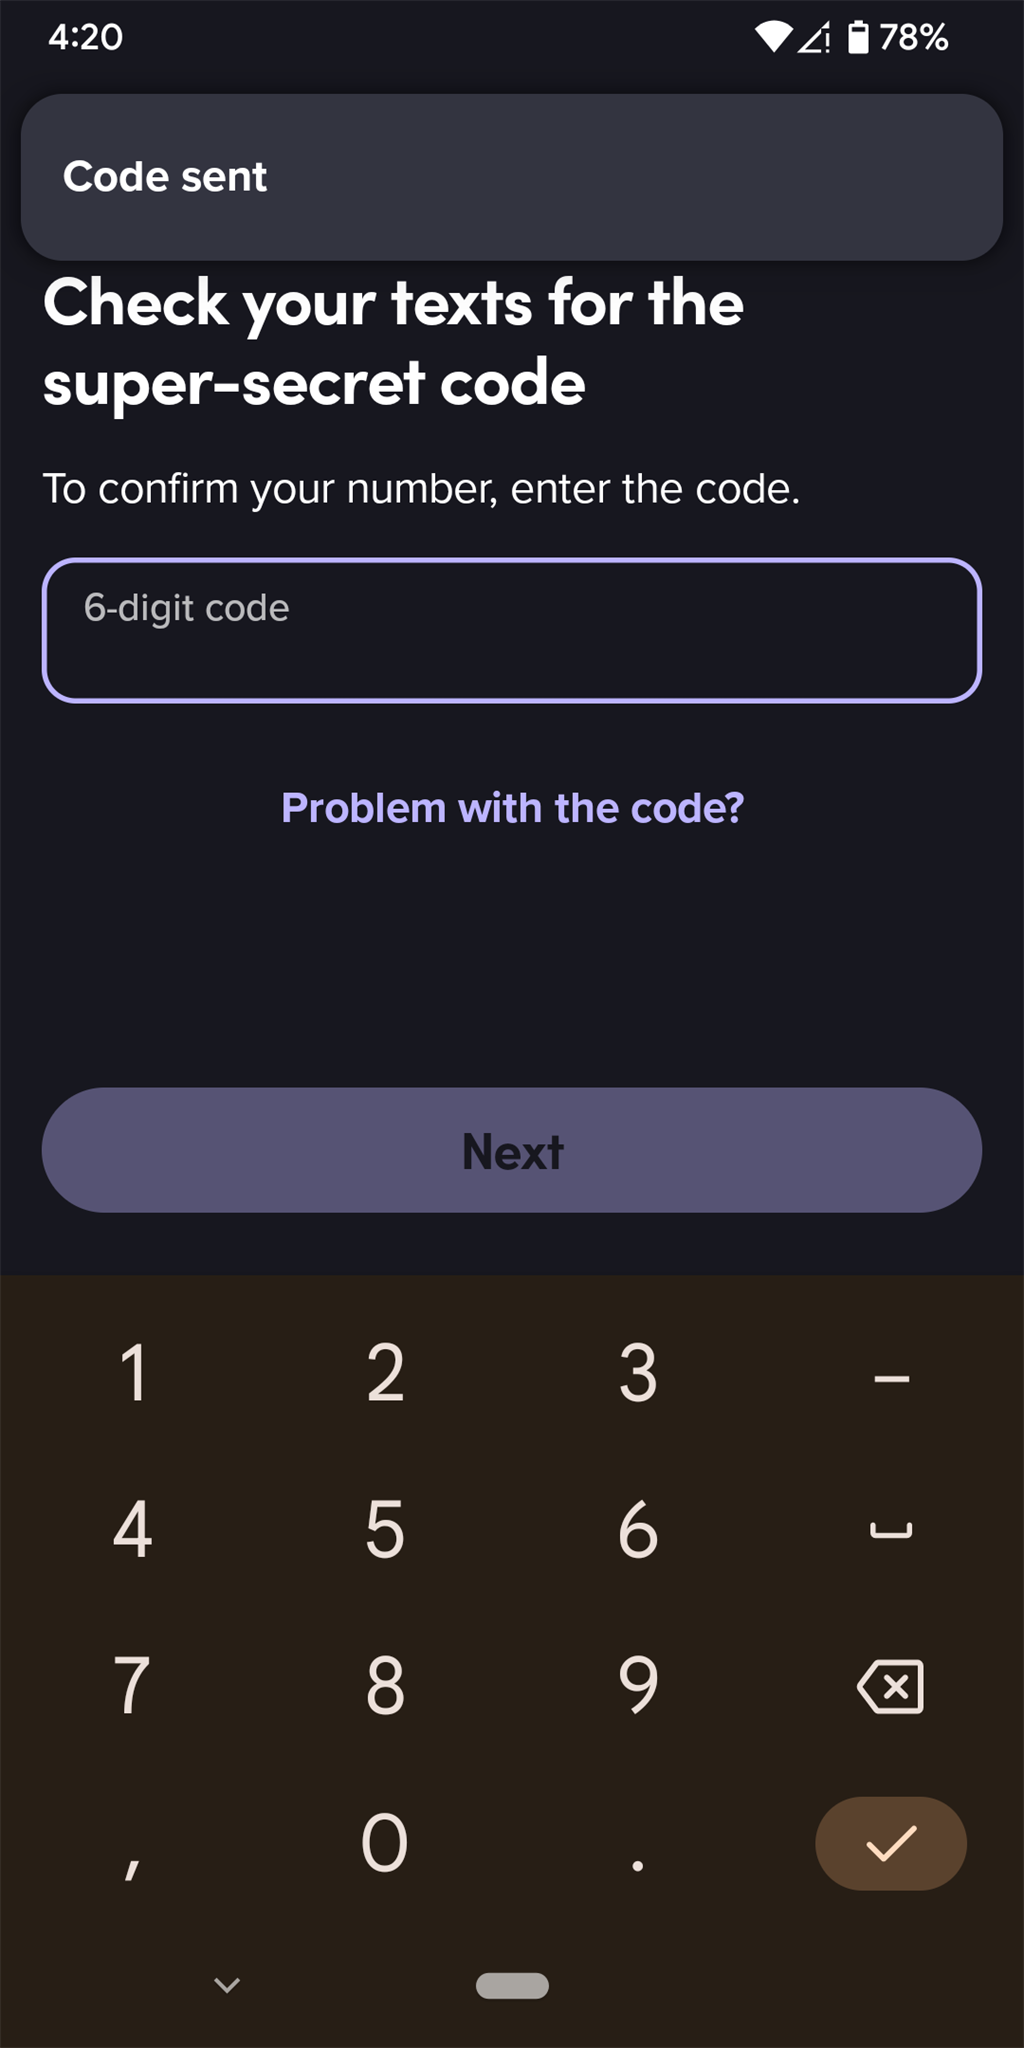 4:20 78%
Code sent
Check your texts for the
super-secret code
To confirm your number, enter the code.
6-digit code
Problem with the code?
Next
1 2 3 –
4 5 6
7 8 9
, 0 .